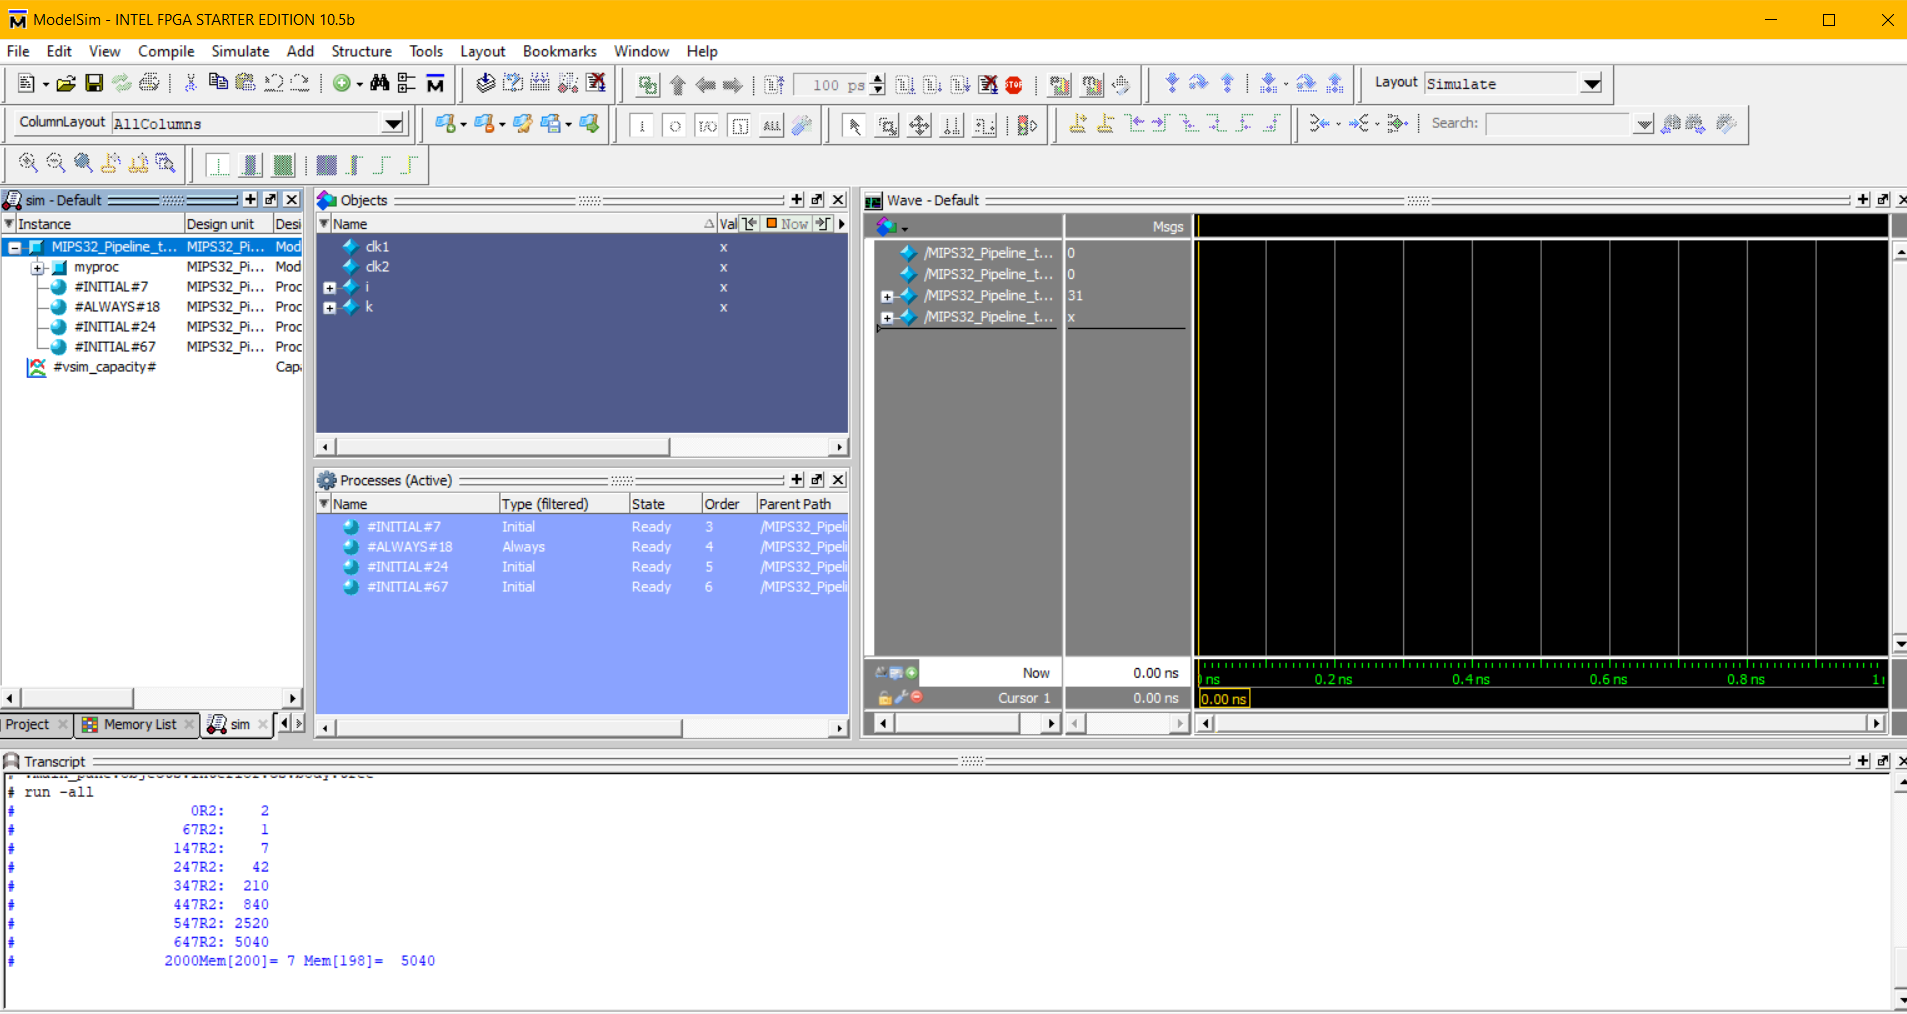 ModelSim - INTEL FPGA STARTER EDITION 10.5b
File Edit View Compile Simulate Add Structure Tools Layout Bookmarks Window Help
100 ps
Layout Simulate
ColumnLayout AllColumns
Search:
sim - Default
Instance Design unit Desi
MIPS32_Pipeline_t... MIPS32_Pi... Mod
myproc MIPS32_Pi... Mod
#INITIAL#7 MIPS32_Pi... Proc
#ALWAYS#18 MIPS32_Pi... Proc
#INITIAL#24 MIPS32_Pi... Proc
#INITIAL#67 MIPS32_Pi... Proc
#vsim_capacity# Capa
Project Memory List sim
Objects
Name Val Now
clk1 x
clk2 x
i x
k x
Processes (Active)
Name Type (filtered) State Order Parent Path
#INITIAL#7 Initial Ready 3 /MIPS32_Pipeli
#ALWAYS#18 Always Ready 4 /MIPS32_Pipeli
#INITIAL#24 Initial Ready 5 /MIPS32_Pipeli
#INITIAL#67 Initial Ready 6 /MIPS32_Pipeli
Wave - Default
Msgs
/MIPS32_Pipeline_t... 0
/MIPS32_Pipeline_t... 0
/MIPS32_Pipeline_t... 31
/MIPS32_Pipeline_t... x
Now 0.00 ns
ns 0.2 ns 0.4 ns 0.6 ns 0.8 ns 1
Cursor 1 0.00 ns
0.00 ns
Transcript
# run -all
# 0R2: 2
# 67R2: 1
# 147R2: 7
# 247R2: 42
# 347R2: 210
# 447R2: 840
# 547R2: 2520
# 647R2: 5040
# 2000Mem[200]= 7 Mem[198]= 5040